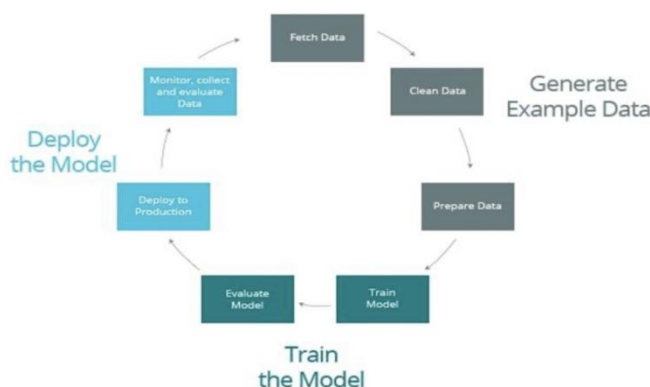 Fetch Data
Clean Data
Generate
Example Data
Prepare Data
Train
Model
Train
the Model
Evaluate
Model
Deploy to
Production
Deploy
the Model
Monitor, collect
and evaluate
Data